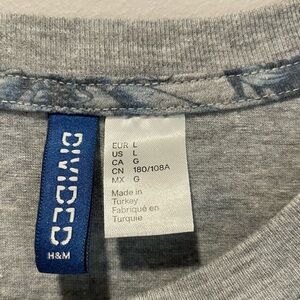 DIVIDED
H&M
EUR L
US L
CA G
CN 180/108A
MX G
Made in
Turkey
Fabriqué en
Turquie